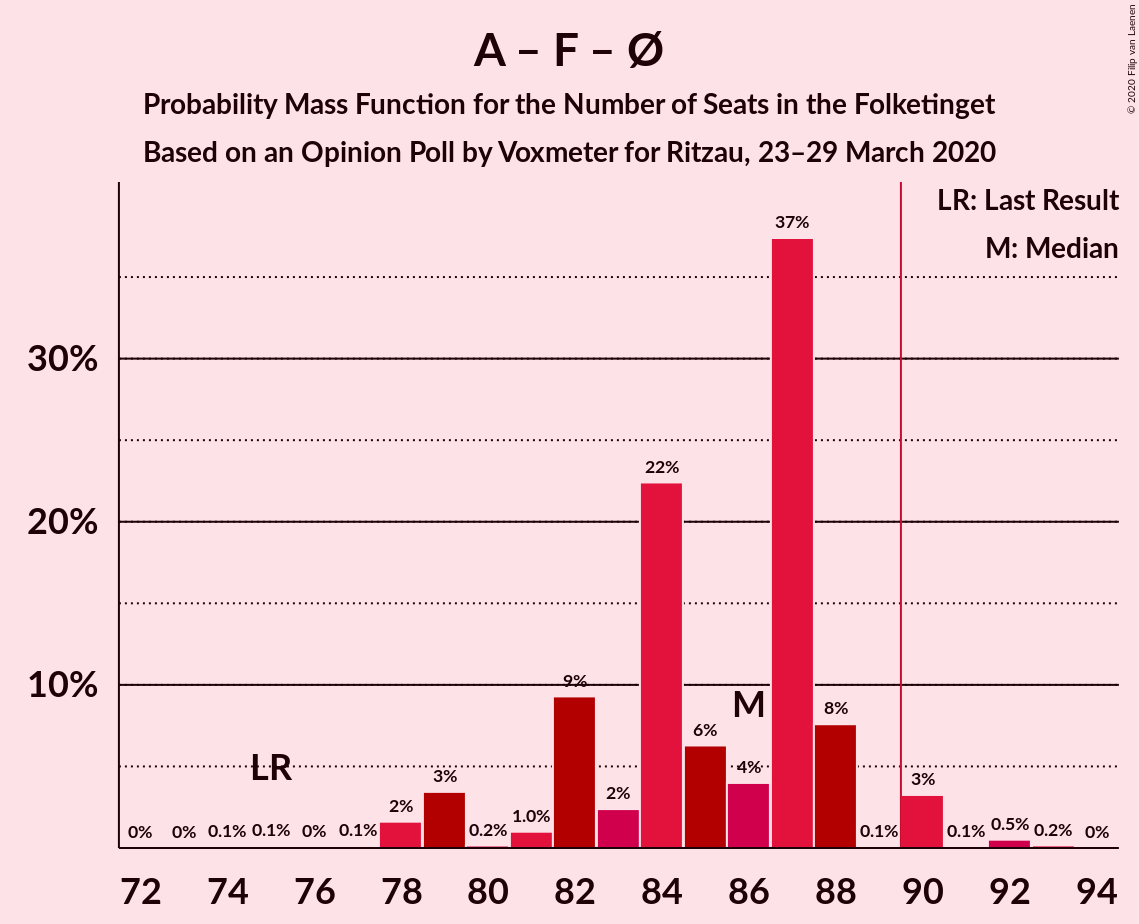 A – F – Ø
Probability Mass Function for the Number of Seats in the Folketinget
Based on an Opinion Poll by Voxmeter for Ritzau, 23–29 March 2020
© 2020 Filip van Laenen
LR: Last Result
M: Median
37%
30%
22%
20%
10%
9%
M
8%
6%
LR
4%
3%
3%
2%
2%
1.0%
0% 0% 0.1% 0.1% 0% 0.1% 0.2% 0.1% 0.1% 0.5% 0.2% 0%
72 74 76 78 80 82 84 86 88 90 92 94